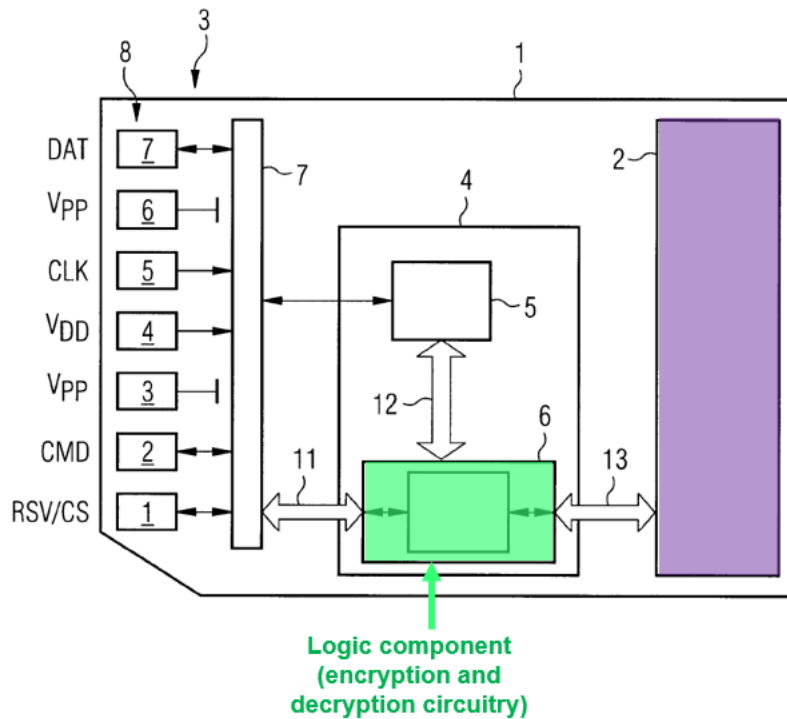 3
1
8
DAT 7
7
2
VPP 6
4
CLK 5
5
VDD 4
VPP 3
12
6
CMD 2
11
13
RSV/CS 1
Logic component
(encryption and
decryption circuitry)